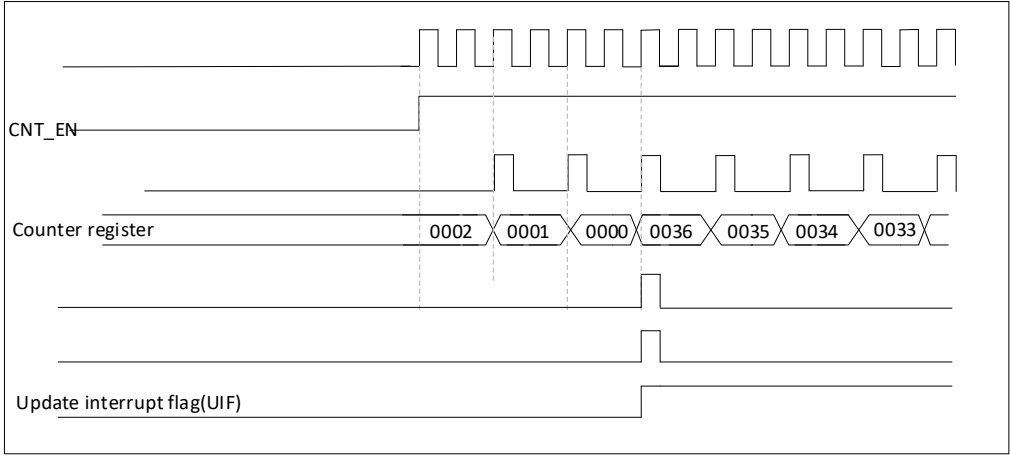 CNT_EN
Counter register 0002 0001 0000 0036 0035 0034 0033
Update interrupt flag(UIF)